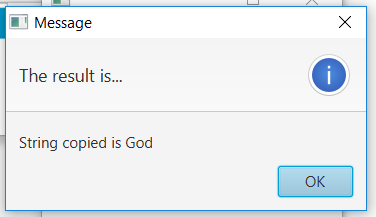 Message
The result is...
i
String copied is God
OK